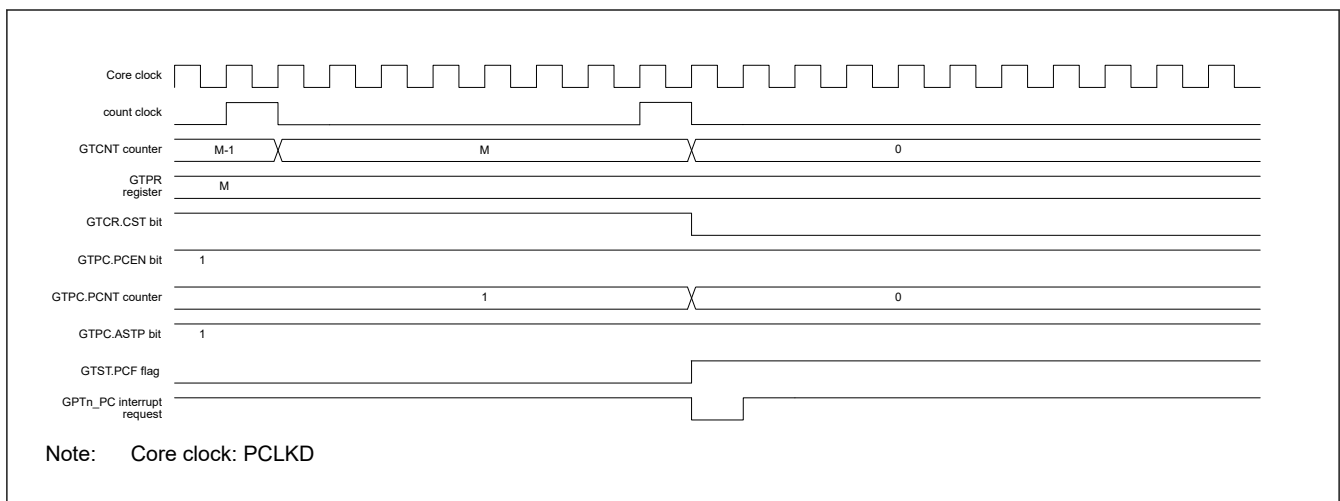 Core clock
count clock
GTCNT counter M-1 M 0
GTPR
register
M
GTCR.CST bit
GTPC.PCEN bit 1
GTPC.PCNT counter 1 0
GTPC.ASTP bit 1
GTST.PCF flag
GPTn_PC interrupt
request
Note: Core clock: PCLKD